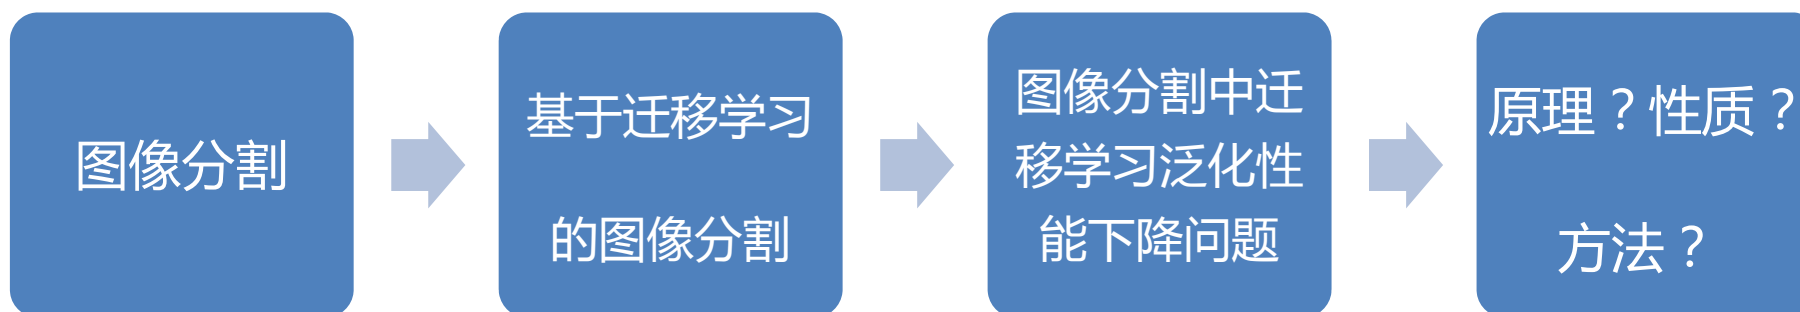 图像分割
基于迁移学习
的图像分割
图像分割中迁
移学习泛化性
能下降问题
原理？性质？
方法？